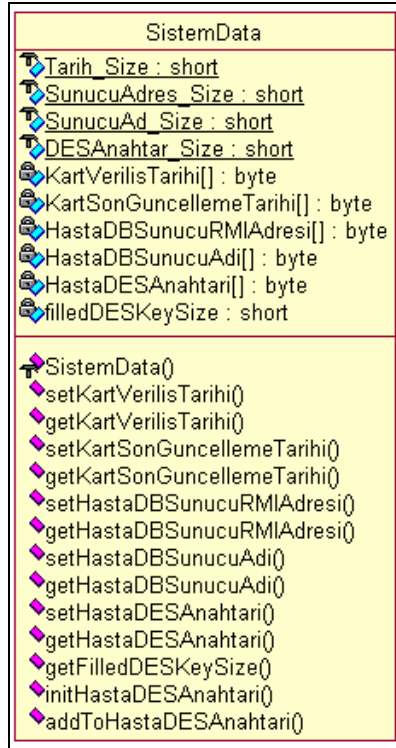 SistemData
Tarih_Size : short
SunucuAdres_Size : short
SunucuAd_Size : short
DESAnahtar_Size : short
KartVerilisTarihi[] : byte
KartSonGuncellemeTarihi[] : byte
HastaDBSunucuRMIAdresi[] : byte
HastaDBSunucuAdi[] : byte
HastaDESAnahtari[] : byte
filledDESKeySize : short
SistemData()
setKartVerilisTarihi()
getKartVerilisTarihi()
setKartSonGuncellemeTarihi()
getKartSonGuncellemeTarihi()
setHastaDBSunucuRMIAdresi()
getHastaDBSunucuRMIAdresi()
setHastaDBSunucuAdi()
getHastaDBSunucuAdi()
setHastaDESAnahtari()
getHastaDESAnahtari()
getFilledDESKeySize()
initHastaDESAnahtari()
addToHastaDESAnahtari()